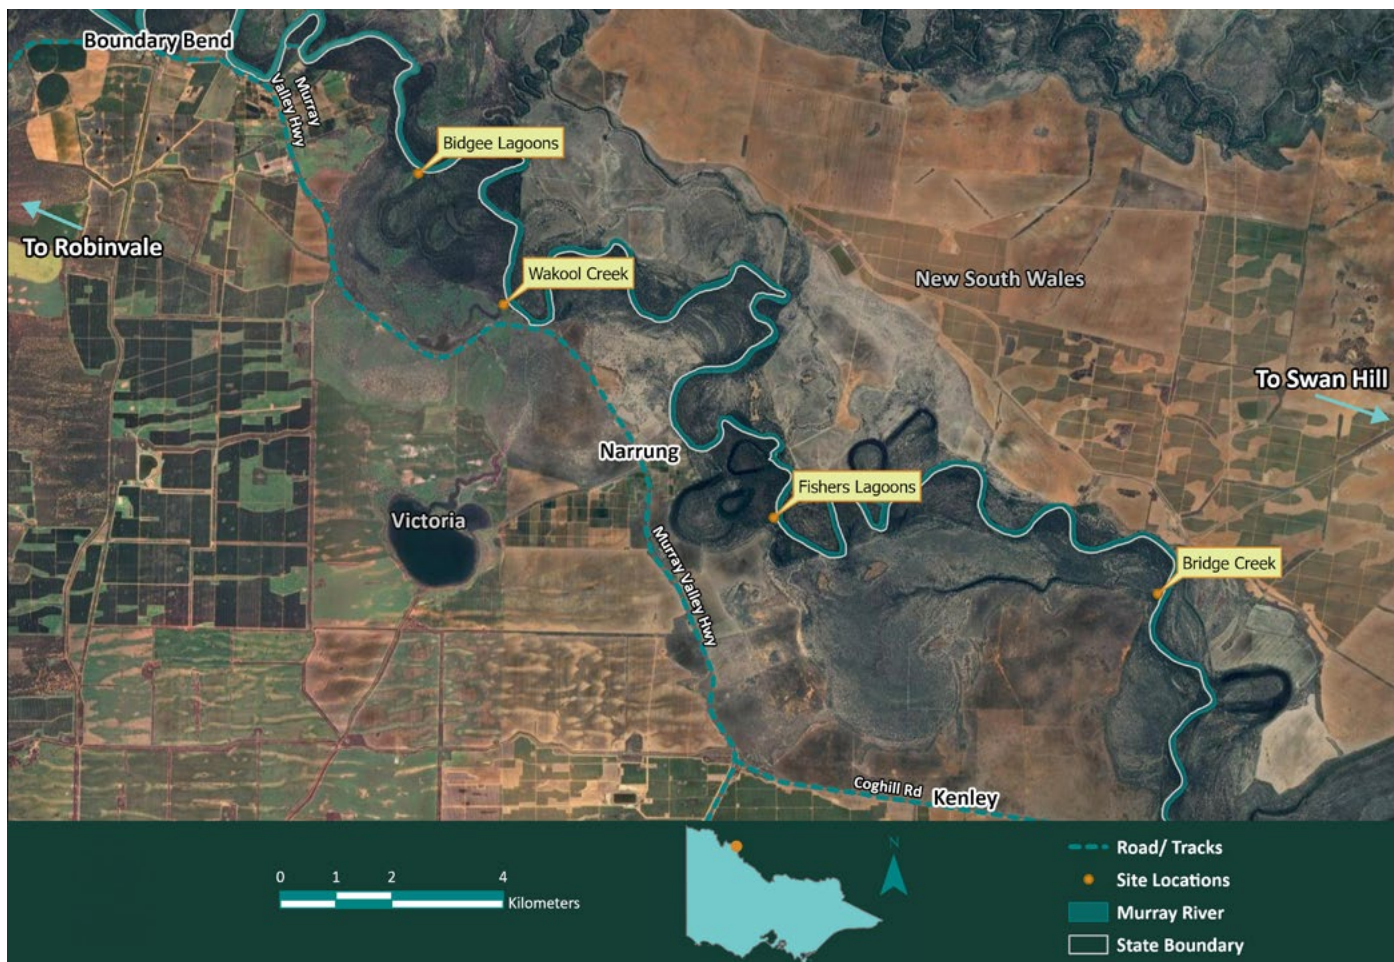 Boundary Bend
Murray
Valley Hwy
Bidgee Lagoons
To Robinvale
Wakool Creek
New South Wales
To Swan Hill
Narrung
Fishers Lagoons
Victoria
Murray Valley Hwy
Bridge Creek
Coghill Rd
Kenley
0 1 2 4
Kilometers
N
Road/ Tracks
Site Locations
Murray River
State Boundary